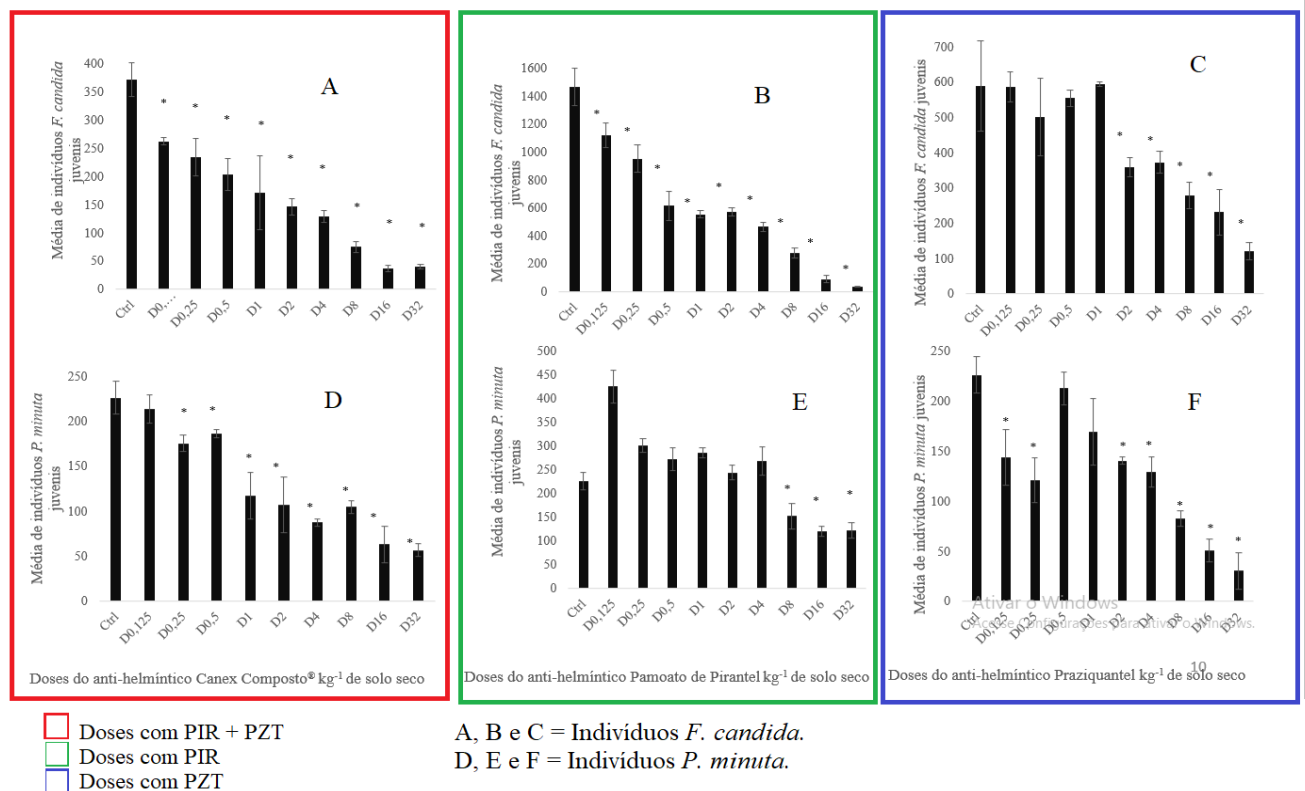 A
Média de indivíduos F. candida
juvenis
400
350
300
250
200
150
100
50
0
* * * * * * * * *
Ctrl D0,... D0,25 D0,5 D1 D2 D4 D8 D16 D32
B
Média de indivíduos F. candida
juvenis
1600
1400
1200
1000
800
600
400
200
0
* * * * * * * * *
Ctrl D0,125 D0,25 D0,5 D1 D2 D4 D8 D16 D32
C
Média de indivíduos F. candida juvenis
700
600
500
400
300
200
100
0
* * * * *
Ctrl D0,125 D0,25 D0,5 D1 D2 D4 D8 D16 D32
D
Média de indivíduos P. minuta
juvenis
250
200
150
100
50
0
* * * * * * * *
Ctrl D0,125 D0,25 D0,5 D1 D2 D4 D8 D16 D32
Doses do anti-helmíntico Canex Composto® kg-1 de solo seco
E
Média de indivíduos P. minuta
juvenis
500
450
400
350
300
250
200
150
100
50
0
* * *
Ctrl D0,125 D0,25 D0,5 D1 D2 D4 D8 D16 D32
Doses do anti-helmíntico Pamoato de Pirantel kg-1 de solo seco
F
Média de indivíduos P. minuta juvenis
250
200
150
100
50
0
* * * * * * *
Ctrl D0,125 D0,25 D0,5 D1 D2 D4 D8 D16 D32
Ativar o Windows
Acesse Configurações para ativar o Windows.
10
Doses do anti-helmíntico Praziquantel kg-1 de solo seco
Doses com PIR + PZT
Doses com PIR
Doses com PZT
A, B e C = Indivíduos F. candida.
D, E e F = Indivíduos P. minuta.